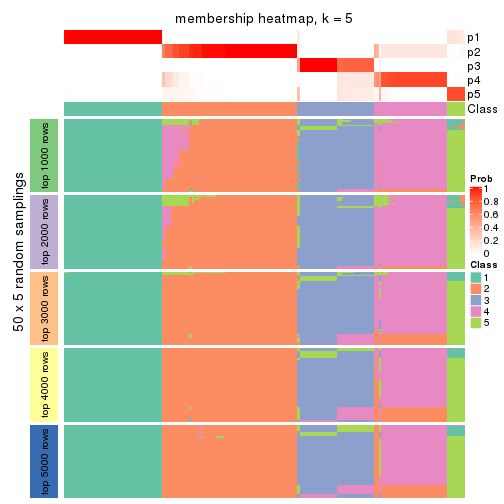 membership heatmap, k = 5
p1
p2
p3
p4
p5
Class
50 x 5 random samplings
top 1000 rows
top 2000 rows
top 3000 rows
top 4000 rows
top 5000 rows
Prob
1
0.8
0.6
0.4
0.2
0
Class
1
2
3
4
5